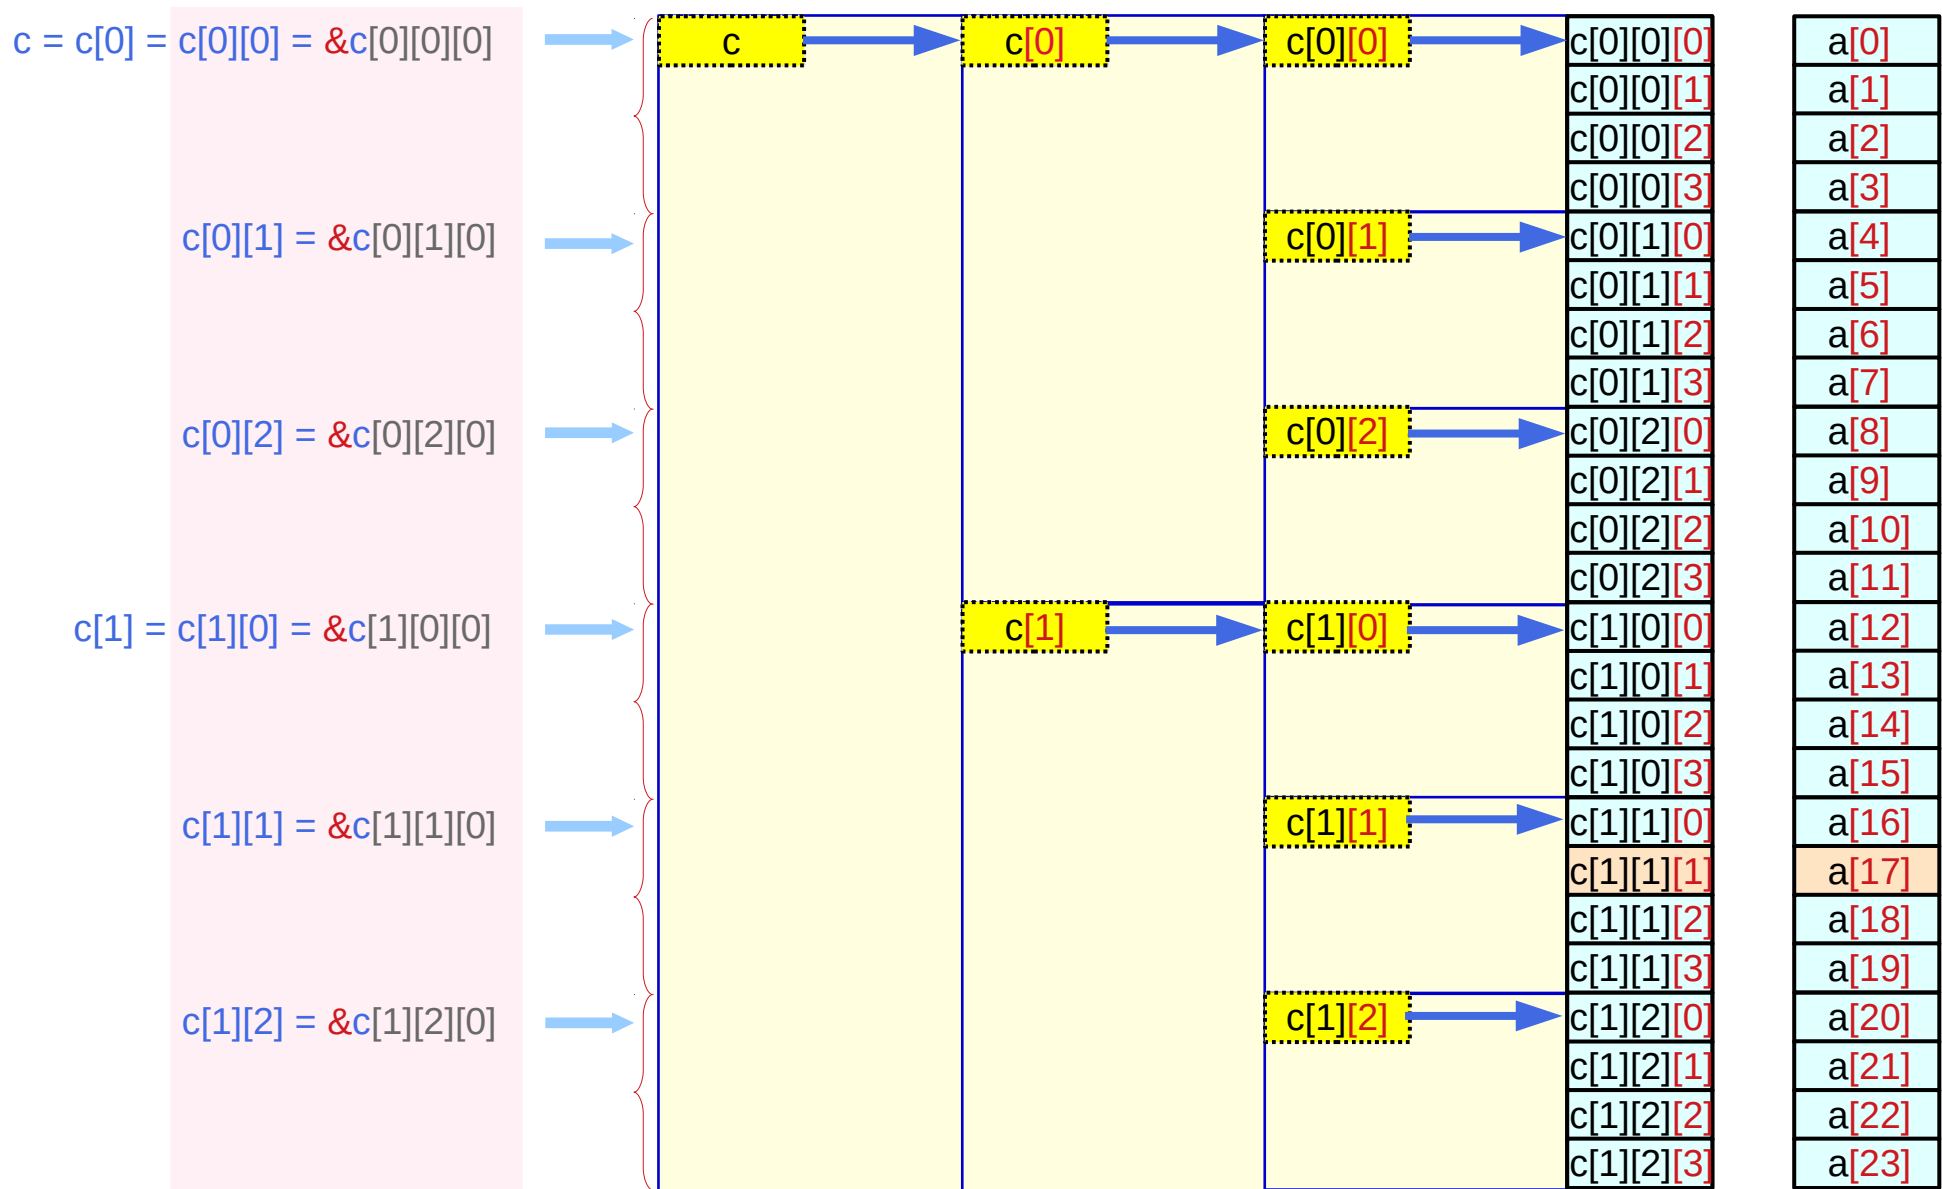 c = c[0] = c[0][0] = &c[0][0][0] c c[0] c[0][0] c[0][0][0] a[0]
c[0][0][1] a[1]
c[0][0][2] a[2]
c[0][0][3] a[3]
c[0][1] = &c[0][1][0] c[0][1] c[0][1][0] a[4]
c[0][1][1] a[5]
c[0][1][2] a[6]
c[0][1][3] a[7]
c[0][2] = &c[0][2][0] c[0][2] c[0][2][0] a[8]
c[0][2][1] a[9]
c[0][2][2] a[10]
c[0][2][3] a[11]
c[1] = c[1][0] = &c[1][0][0] c[1] c[1][0] c[1][0][0] a[12]
c[1][0][1] a[13]
c[1][0][2] a[14]
c[1][0][3] a[15]
c[1][1] = &c[1][1][0] c[1][1] c[1][1][0] a[16]
c[1][1][1] a[17]
c[1][1][2] a[18]
c[1][1][3] a[19]
c[1][2] = &c[1][2][0] c[1][2] c[1][2][0] a[20]
c[1][2][1] a[21]
c[1][2][2] a[22]
c[1][2][3] a[23]